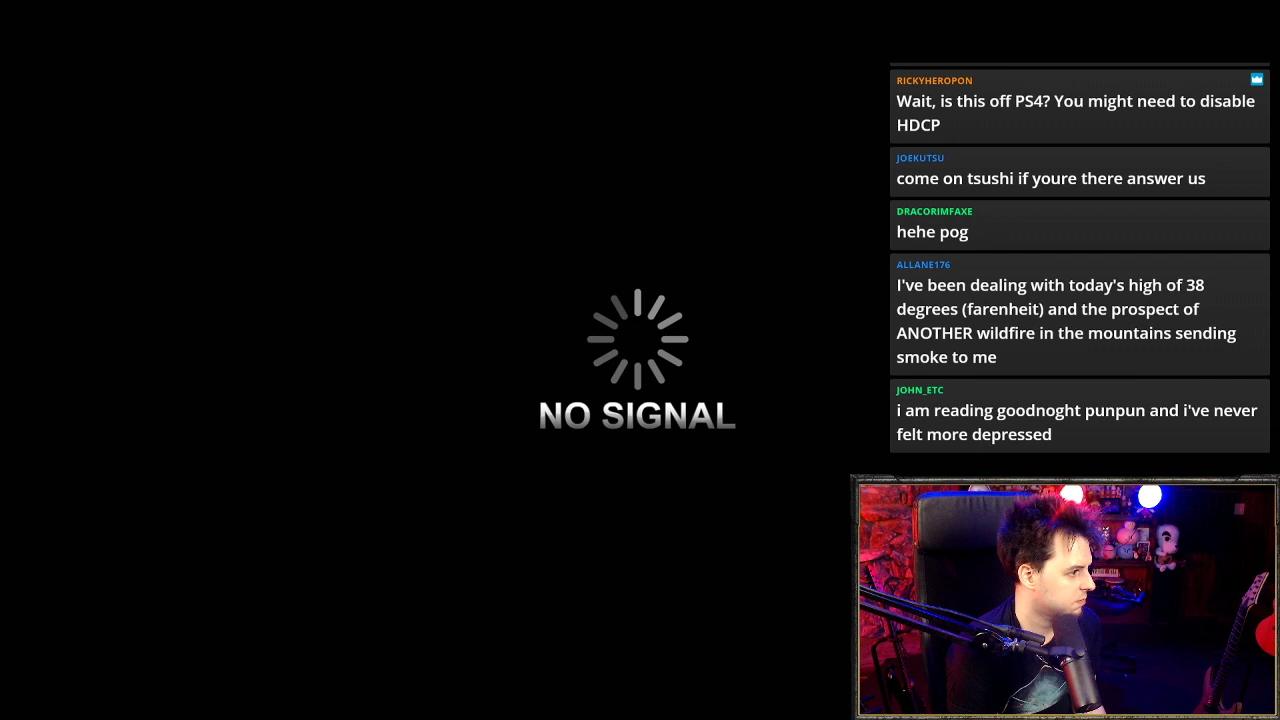 RICKYHEROPON
Wait, is this off PS4? You might need to disable
HDCP
JOEKUTSU
come on tsushi if youre there answer us
DRACORIMFAXE
hehe pog
ALLANE176
I've been dealing with today's high of 38
degrees (farenheit) and the prospect of
ANOTHER wildfire in the mountains sending
smoke to me
JOHN_ETC
i am reading goodnoght punpun and i've never
felt more depressed
NO SIGNAL